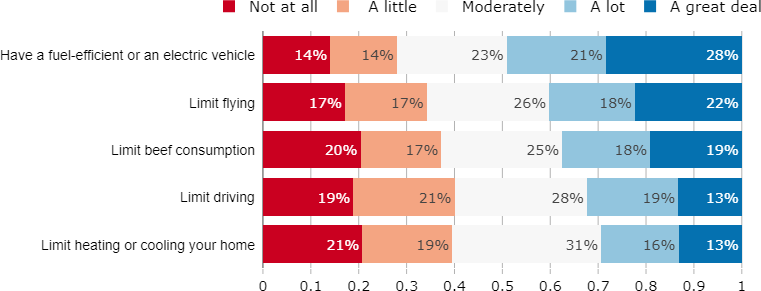 Not at all A little Moderately A lot A great deal
Have a fuel-efficient or an electric vehicle 14% 14% 23% 21% 28%
Limit flying 17% 17% 26% 18% 22%
Limit beef consumption 20% 17% 25% 18% 19%
Limit driving 19% 21% 28% 19% 13%
Limit heating or cooling your home 21% 19% 31% 16% 13%
0 0.1 0.2 0.3 0.4 0.5 0.6 0.7 0.8 0.9 1